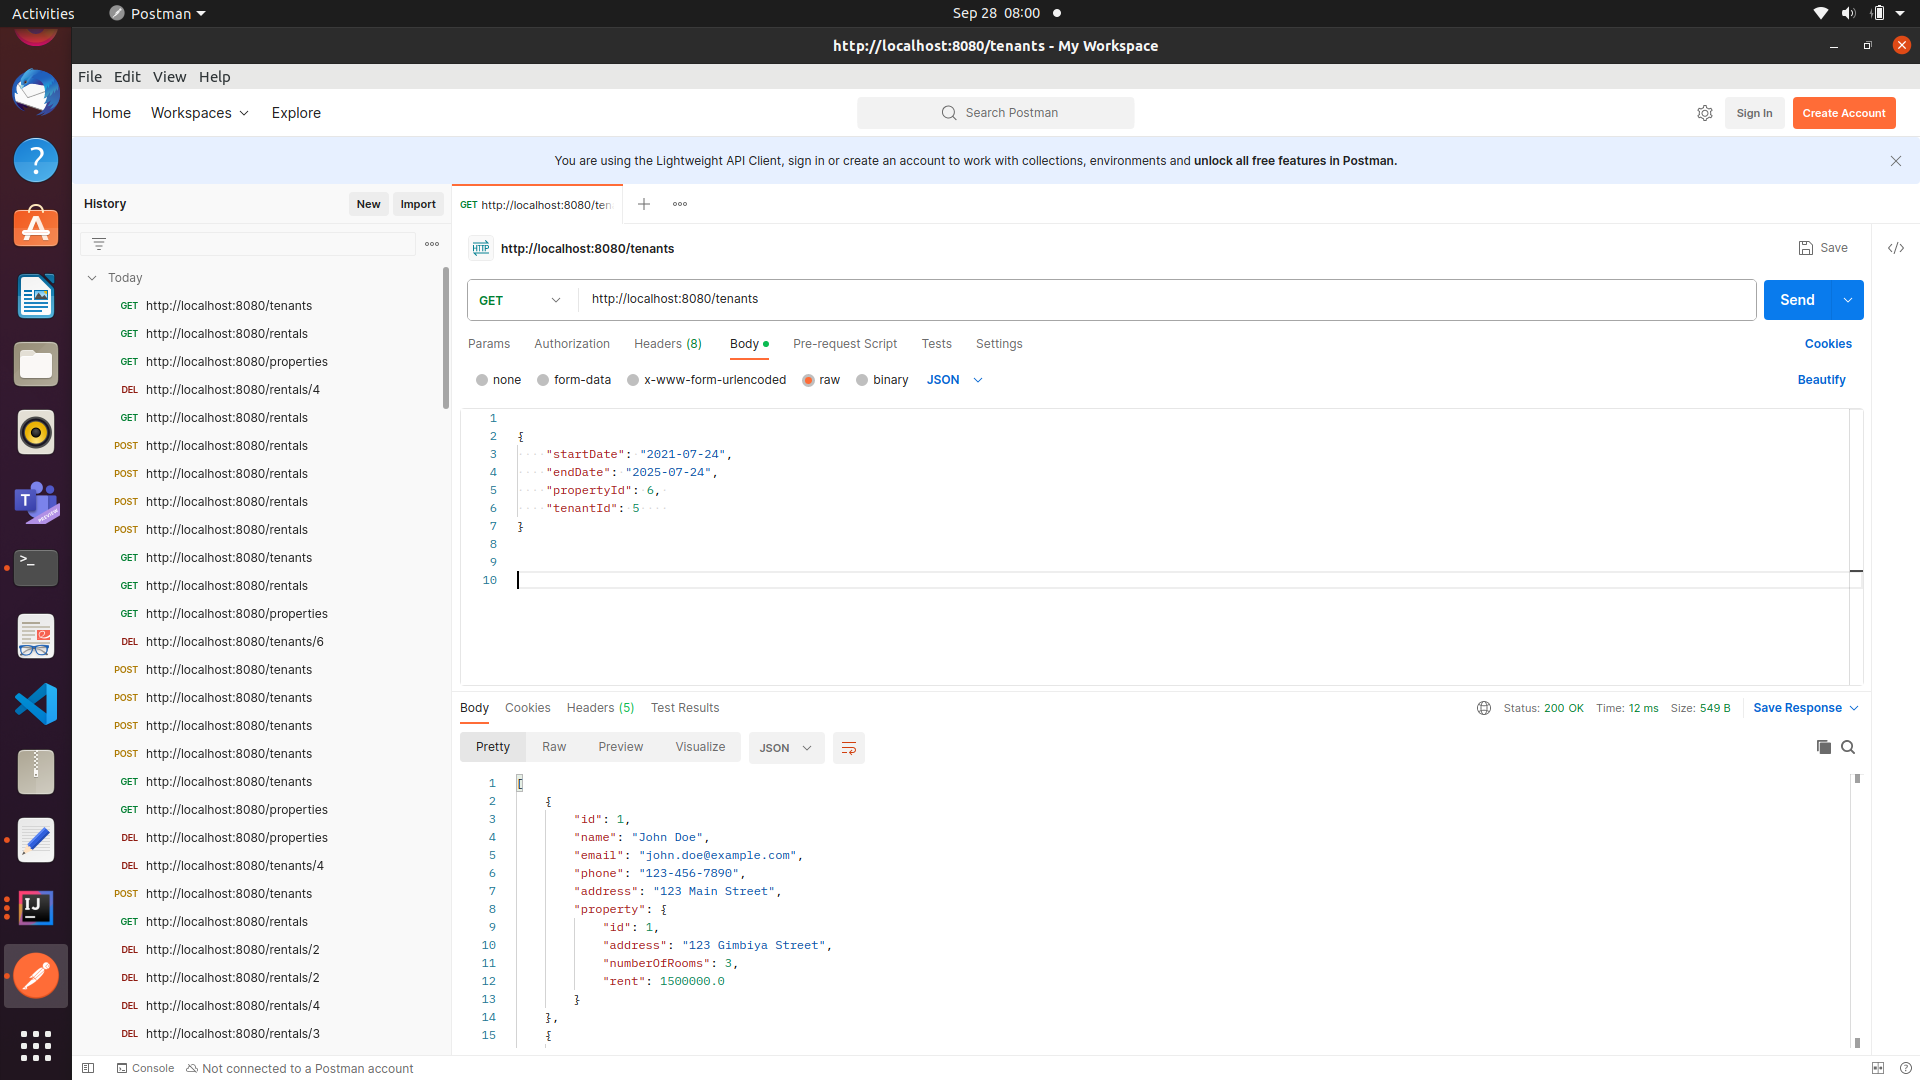 Activities
Postman
Sep 28 08:00
http://localhost:8080/tenants - My Workspace
File Edit View Help
Home Workspaces Explore
Search Postman
Sign In
Create Account
You are using the Lightweight API Client, sign in or create an account to work with collections, environments and unlock all free features in Postman.
History
New
Import
Today
GET http://localhost:8080/tenants
GET http://localhost:8080/rentals
GET http://localhost:8080/properties
DEL http://localhost:8080/rentals/4
GET http://localhost:8080/rentals
POST http://localhost:8080/rentals
POST http://localhost:8080/rentals
POST http://localhost:8080/rentals
POST http://localhost:8080/rentals
GET http://localhost:8080/tenants
GET http://localhost:8080/rentals
GET http://localhost:8080/properties
DEL http://localhost:8080/tenants/6
POST http://localhost:8080/tenants
POST http://localhost:8080/tenants
POST http://localhost:8080/tenants
POST http://localhost:8080/tenants
GET http://localhost:8080/tenants
GET http://localhost:8080/properties
DEL http://localhost:8080/properties
DEL http://localhost:8080/tenants/4
POST http://localhost:8080/tenants
GET http://localhost:8080/rentals
DEL http://localhost:8080/rentals/2
DEL http://localhost:8080/rentals/2
DEL http://localhost:8080/rentals/4
DEL http://localhost:8080/rentals/3
GET http://localhost:8080/ten
HTTP http://localhost:8080/tenants
Save
GET http://localhost:8080/tenants
Send
Params Authorization Headers (8) Body Pre-request Script Tests Settings
Cookies
none form-data x-www-form-urlencoded raw binary JSON
Beautify
1
2 {
3 "startDate": "2021-07-24",
4 "endDate": "2025-07-24",
5 "propertyId": 6,
6 "tenantId": 5
7 }
8
9
10
Body Cookies Headers (5) Test Results
Status: 200 OK Time: 12 ms Size: 549 B
Save Response
Pretty Raw Preview Visualize JSON
1 [
2 {
3 "id": 1,
4 "name": "John Doe",
5 "email": "john.doe@example.com",
6 "phone": "123-456-7890",
7 "address": "123 Main Street",
8 "property": {
9 "id": 1,
10 "address": "123 Gimbiya Street",
11 "numberOfRooms": 3,
12 "rent": 1500000.0
13 }
14 },
15 {
Console
Not connected to a Postman account